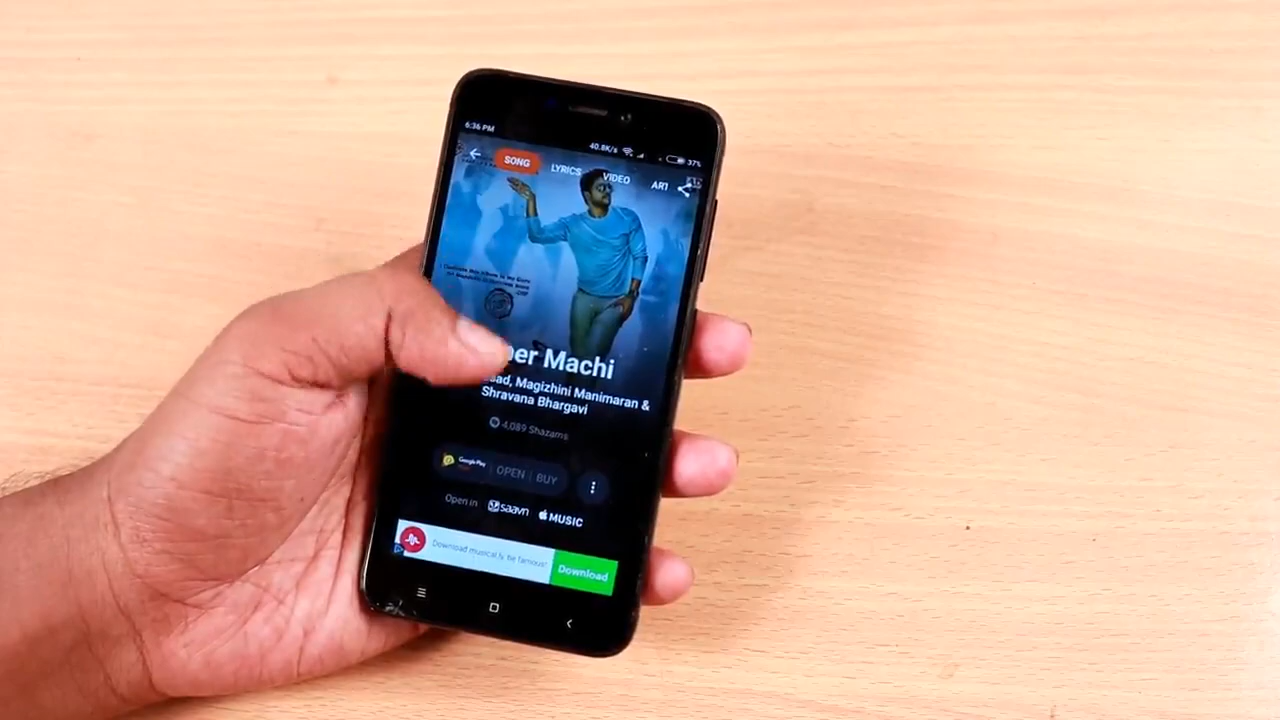 6:36 PM
40.8K/s
37%
SONG
LYRICS
VIDEO
ART
Machi
Magizhini Manimaran &
Shravana Bhargavi
4,089 Shazams
Google Play
OPEN
BUY
Open in
saavn
MUSIC
Download musical.ly, be famous!
Download